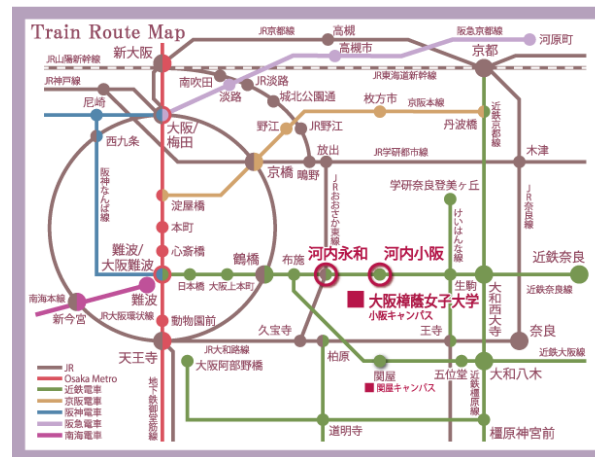 Train Route Map
JR京都線
高槻
阪急京都線
河原町
新大阪
高槻市
京都
JR山陽新幹線
南吹田
JR淡路
JR東海道新幹線
JR神戸線
淡路
城北公園通
枚方市
京阪本線
尼崎
大阪/
梅田
野江
JR野江
丹波橋
近鉄京都線
西九条
放出
JR学研都市線
木津
京橋
鴫野
阪神なんば線
淀屋橋
JRおおさか東線
学研奈良登美ヶ丘
けいはんな線
JR奈良線
本町
心斎橋
難波/
大阪難波
鶴橋
布施
河内永和
河内小阪
近鉄奈良
日本橋
大阪上本町
生駒
大和西大寺
近鉄奈良線
難波
南海本線
新今宮
JR大阪環状線
動物園前
大阪樟蔭女子大学
小阪キャンパス
久宝寺
王寺
奈良
天王寺
JR大和路線
柏原
近鉄大阪線
大阪阿部野橋
関屋
五位堂
大和八木
関屋キャンパス
近鉄橿原線
地下鉄御堂筋線
道明寺
橿原神宮前
JR
Osaka Metro
近鉄電車
京阪電車
阪神電車
阪急電車
南海電車